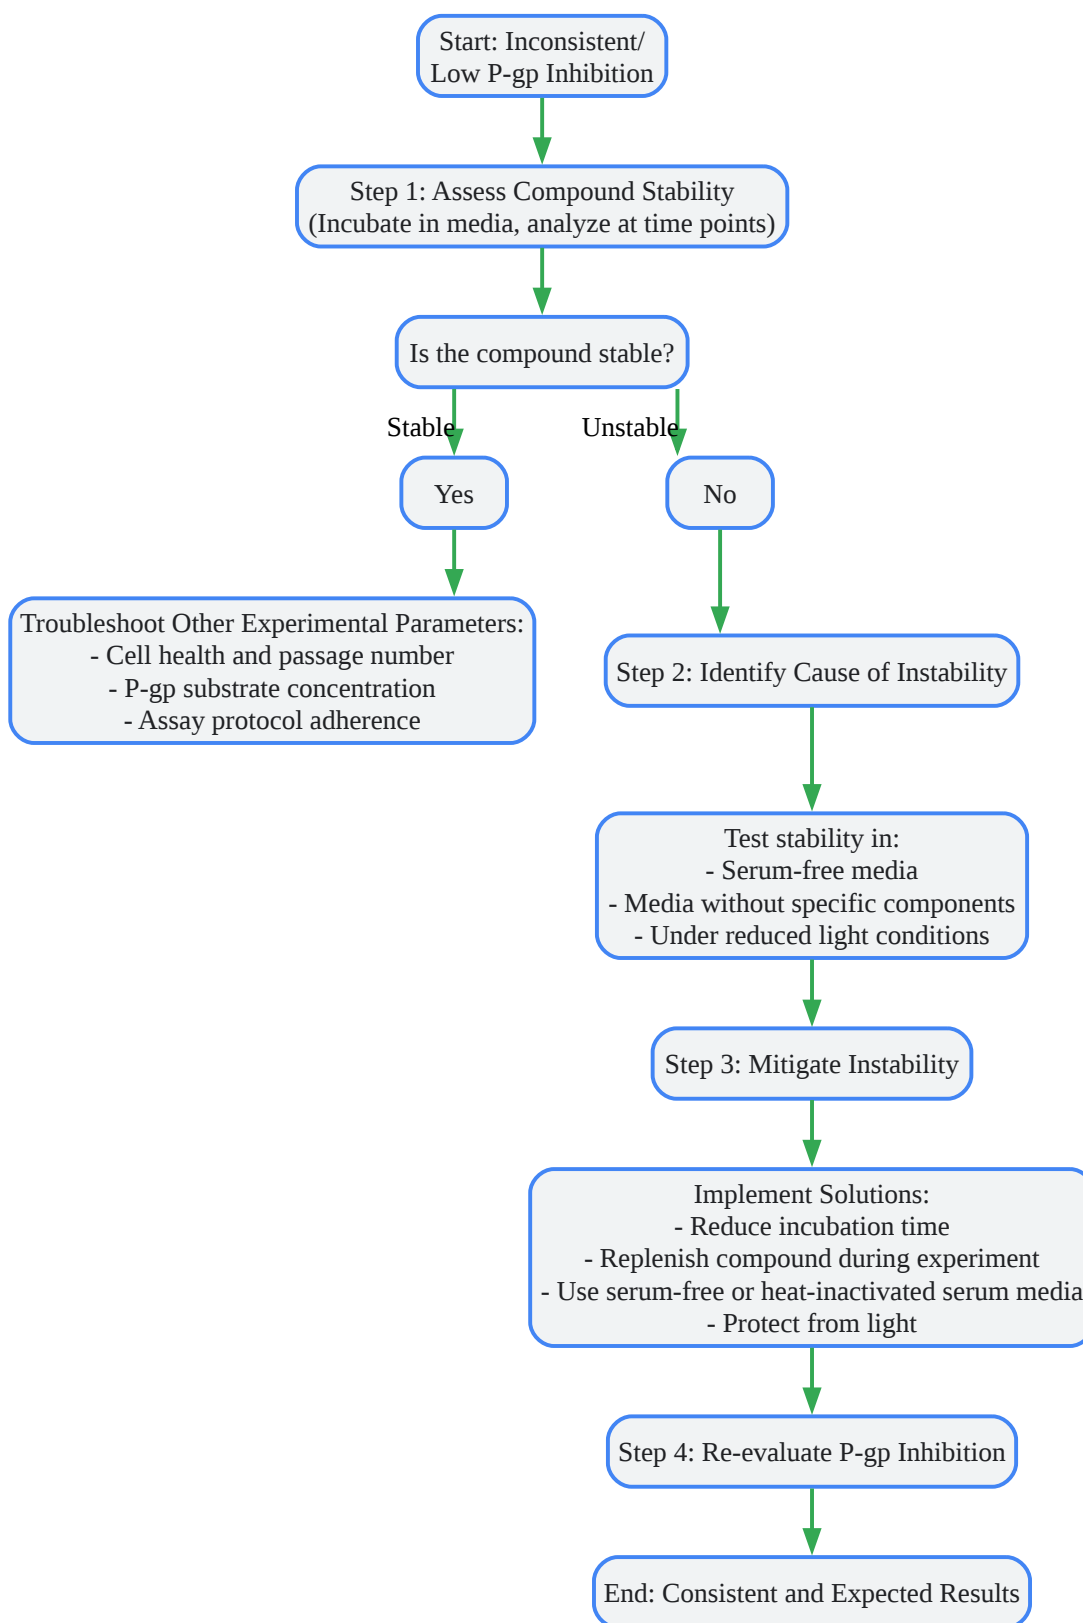 Start: Inconsistent/
Low P-gp Inhibition
Step 1: Assess Compound Stability
(Incubate in media, analyze at time points)
Is the compound stable?
Stable
Unstable
Yes
No
Troubleshoot Other Experimental Parameters:
- Cell health and passage number
- P-gp substrate concentration
- Assay protocol adherence
Step 2: Identify Cause of Instability
Test stability in:
- Serum-free media
- Media without specific components
- Under reduced light conditions
Step 3: Mitigate Instability
Implement Solutions:
- Reduce incubation time
- Replenish compound during experiment
- Use serum-free or heat-inactivated serum media
- Protect from light
Step 4: Re-evaluate P-gp Inhibition
End: Consistent and Expected Results